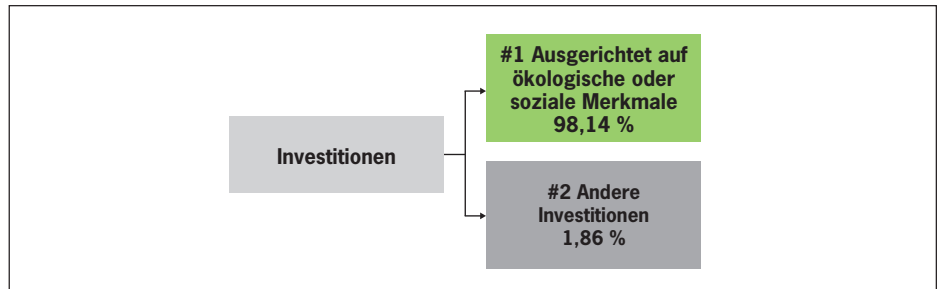 Investitionen
#1 Ausgerichtet auf
ökologische oder
soziale Merkmale
98,14 %
#2 Andere
Investitionen
1,86 %